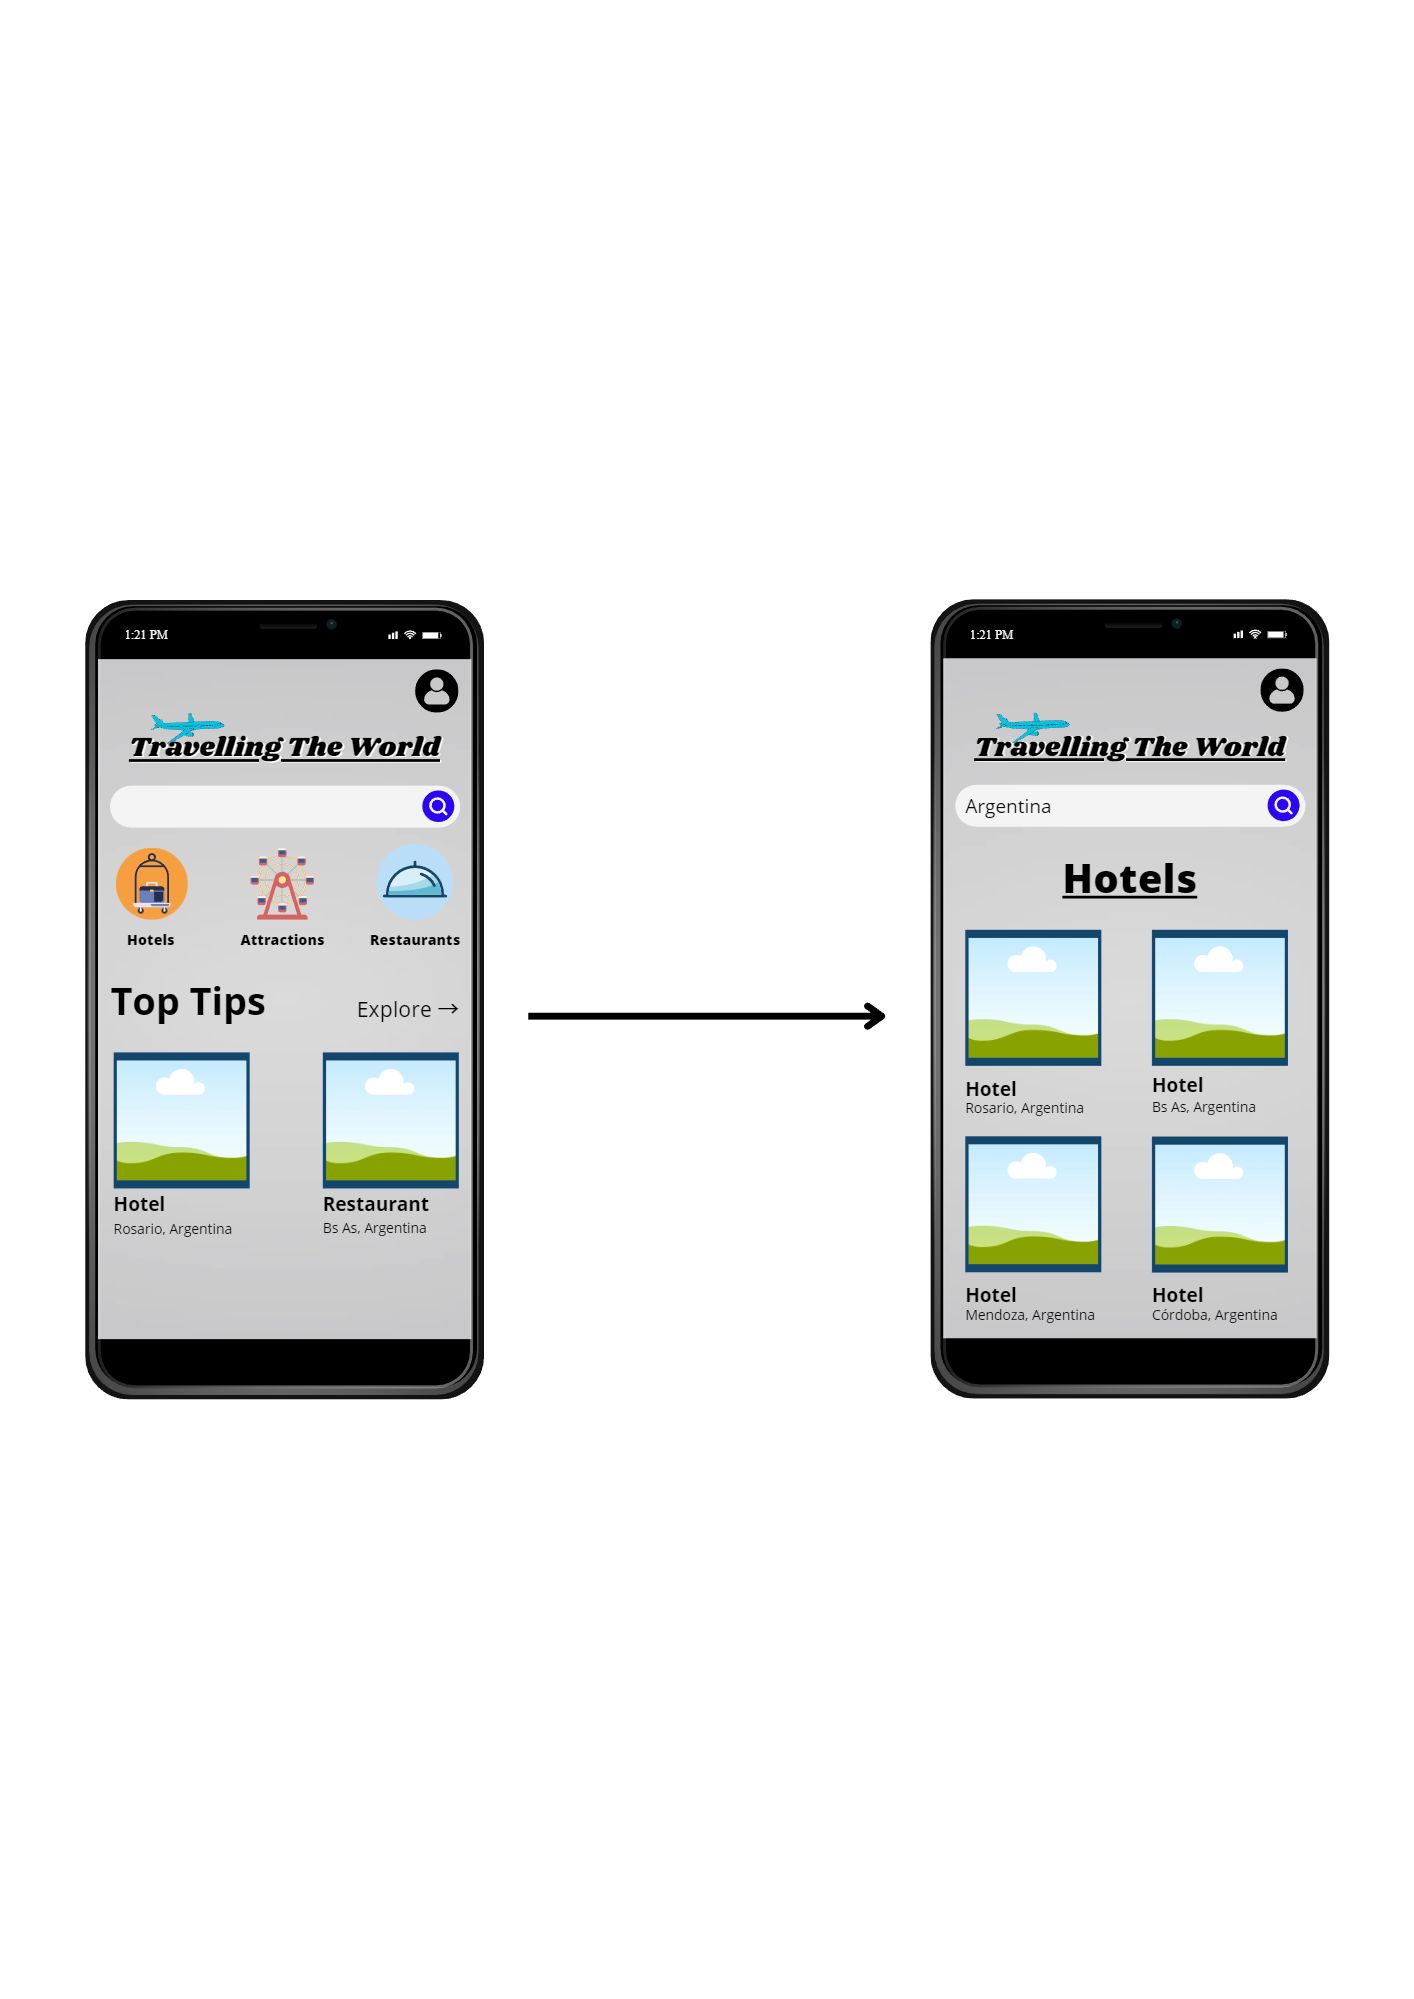 1:21 PM
Travelling The World
Hotels
Attractions
Restaurants
Top Tips
Explore →
Hotel
Rosario, Argentina
Restaurant
Bs As, Argentina
1:21 PM
Travelling The World
Argentina
Hotels
Hotel
Rosario, Argentina
Hotel
Bs As, Argentina
Hotel
Mendoza, Argentina
Hotel
Córdoba, Argentina